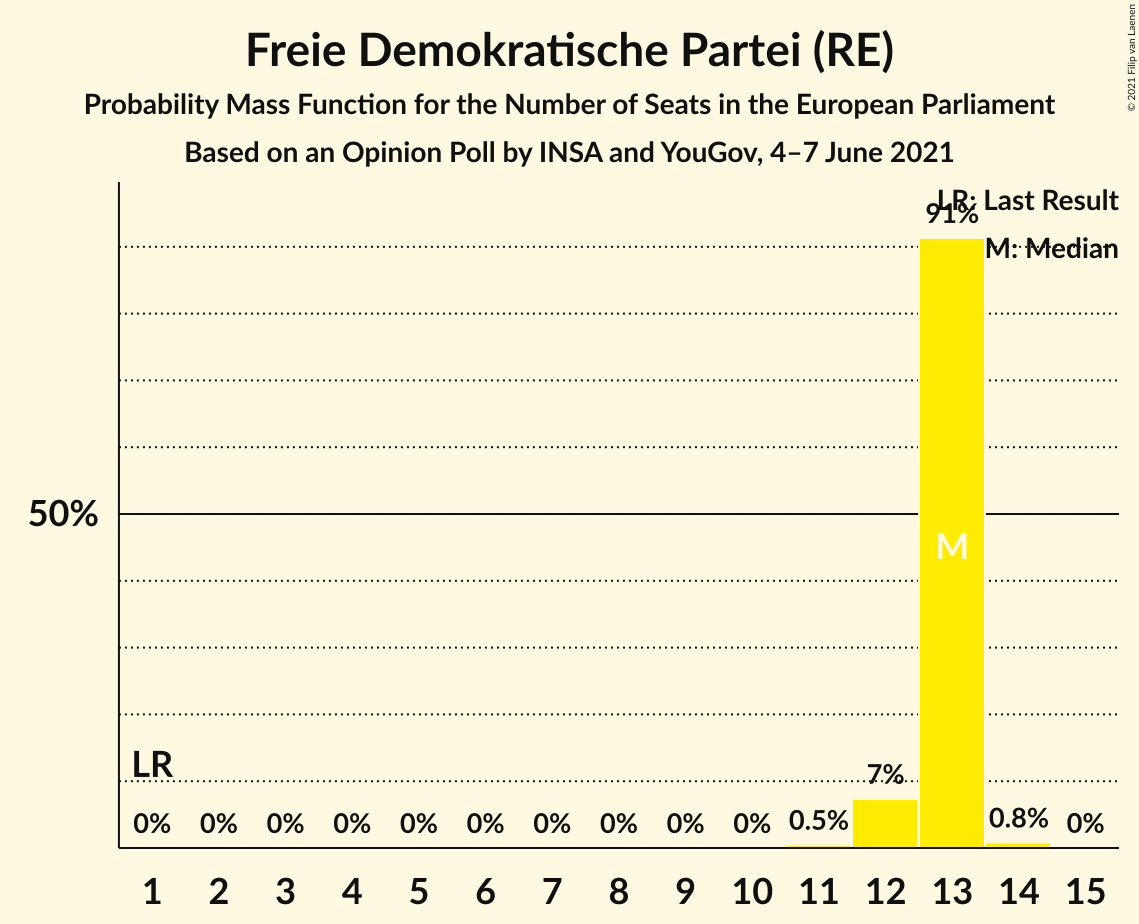 Freie Demokratische Partei (RE)
Probability Mass Function for the Number of Seats in the European Parliament
Based on an Opinion Poll by INSA and YouGov, 4–7 June 2021
© 2021 Filip van Laenen
LR: Last Result
91%
M: Median
50%
M
LR
7%
0% 0% 0% 0% 0% 0% 0% 0% 0% 0% 0.5% 0.8% 0%
1 2 3 4 5 6 7 8 9 10 11 12 13 14 15